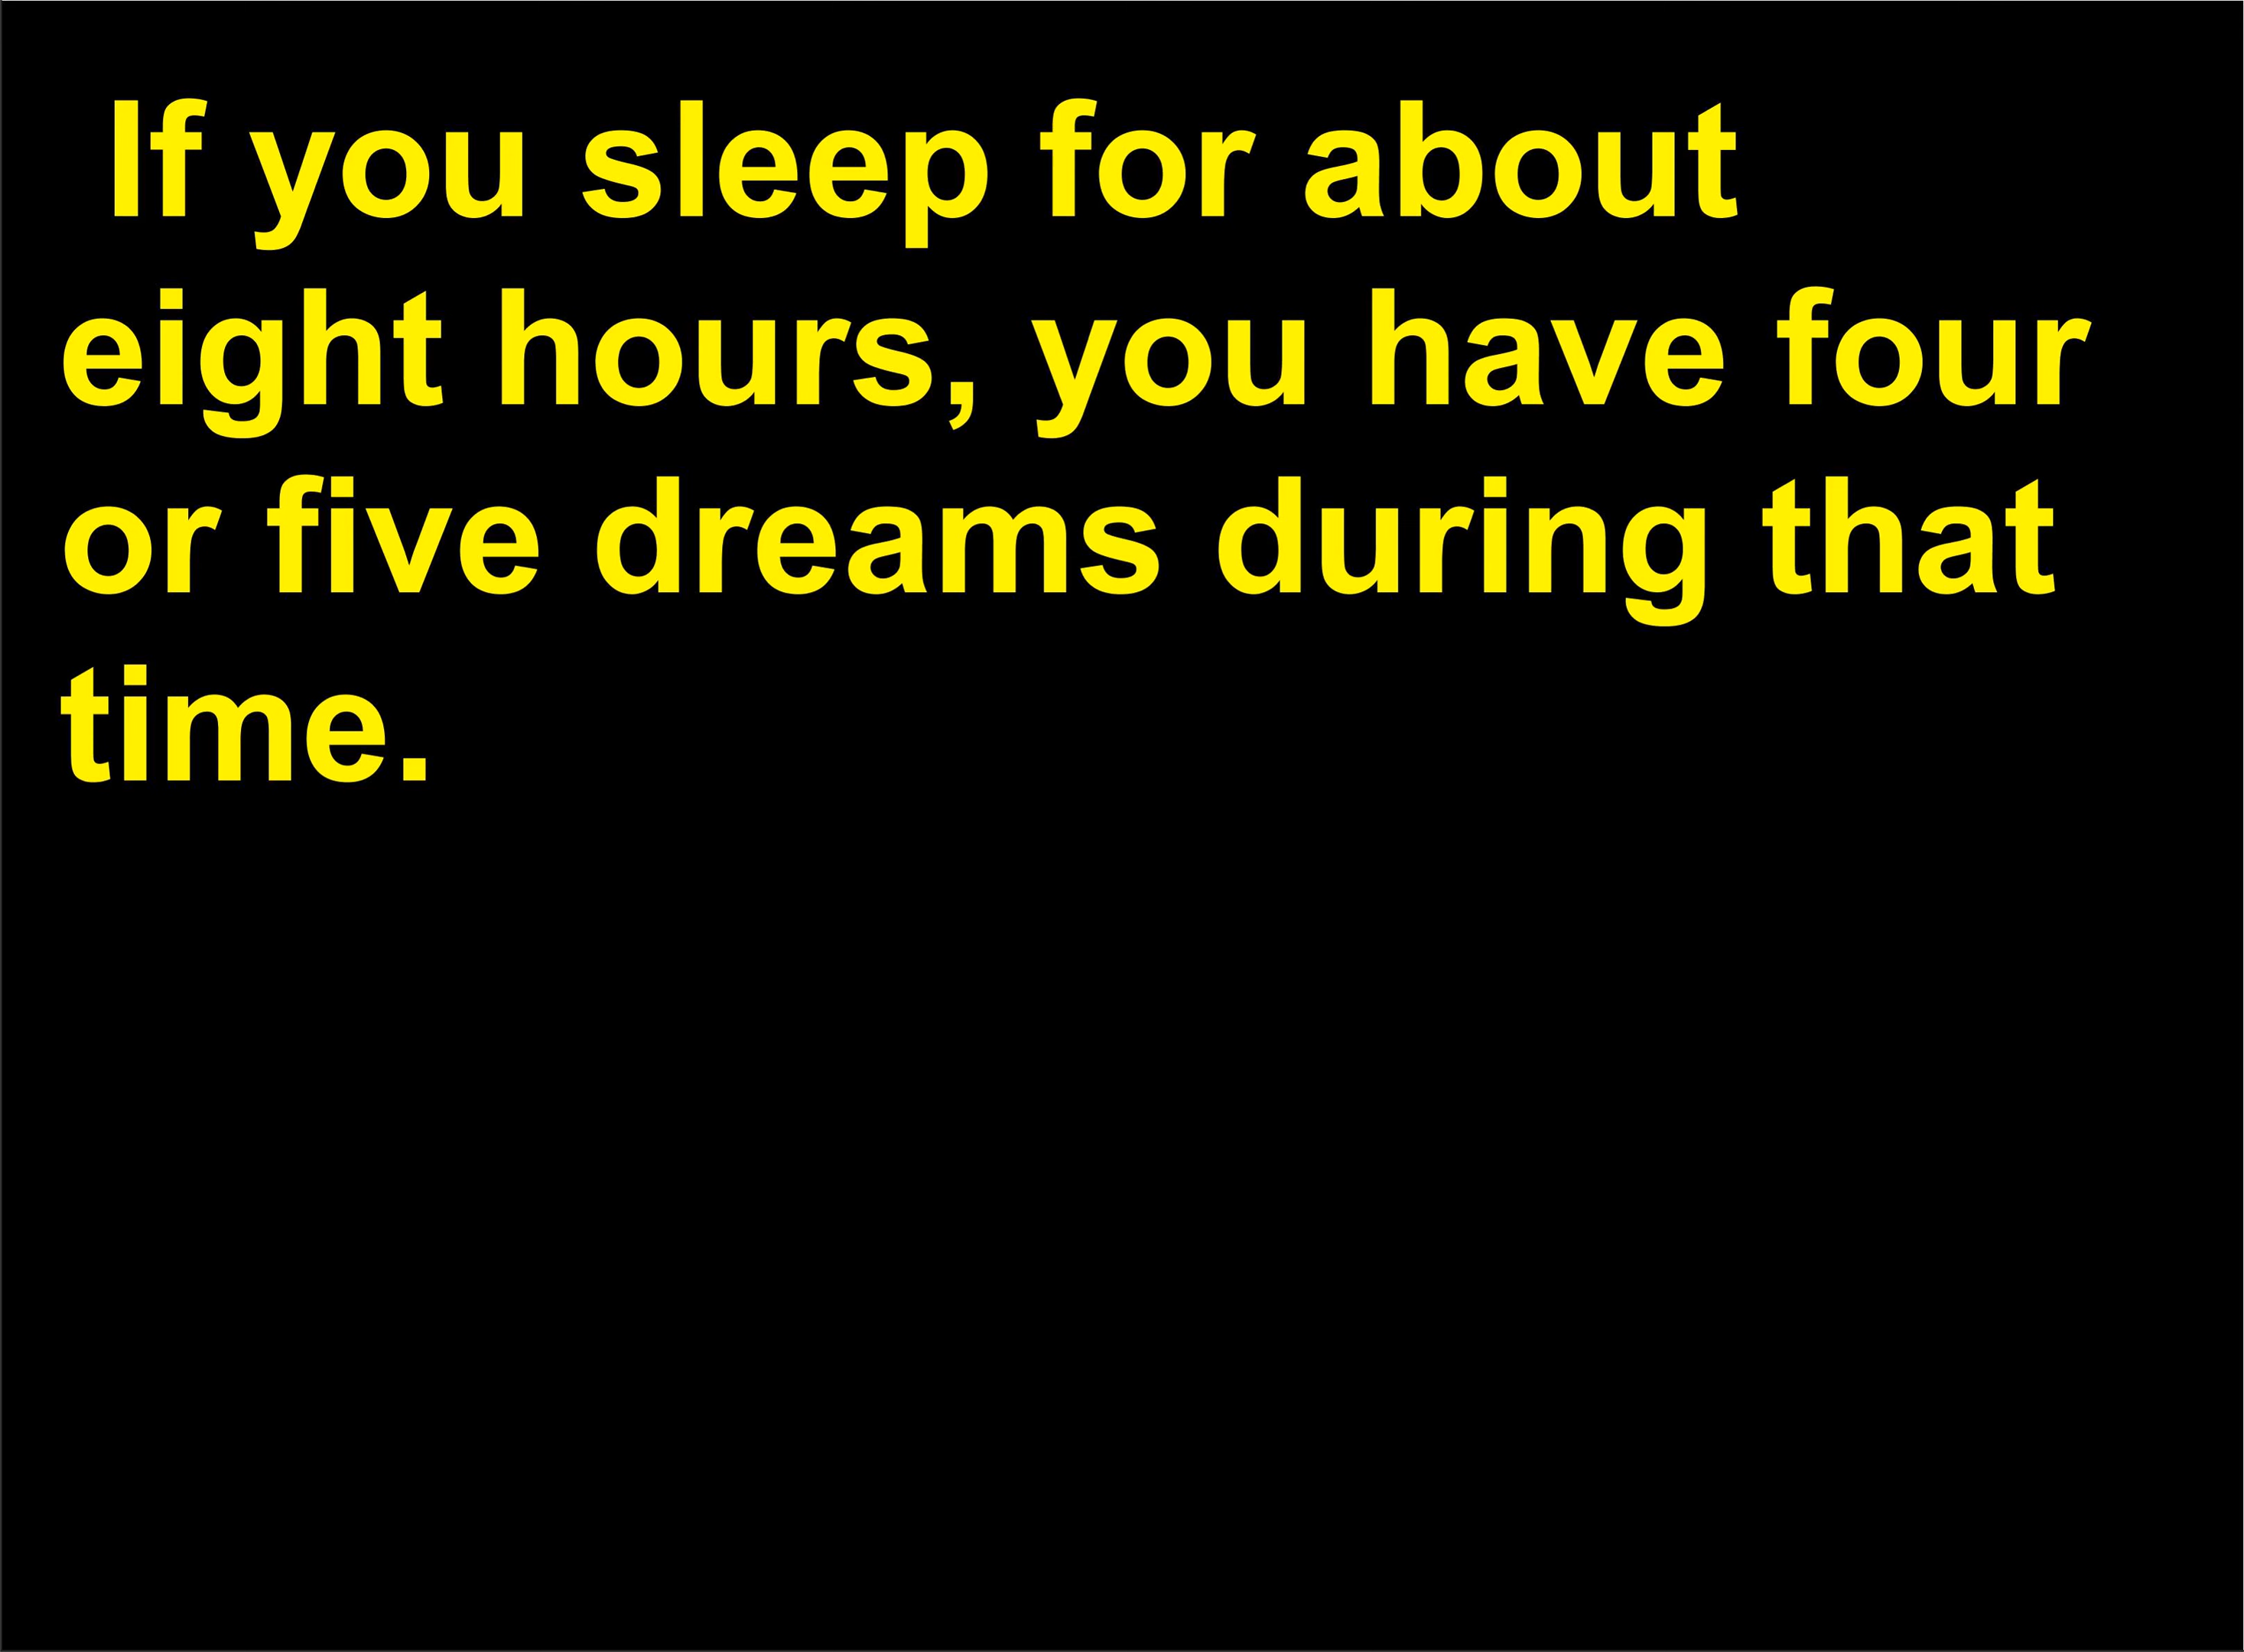 If you sleep for about
eight hours, you have four
or five dreams during that
time.